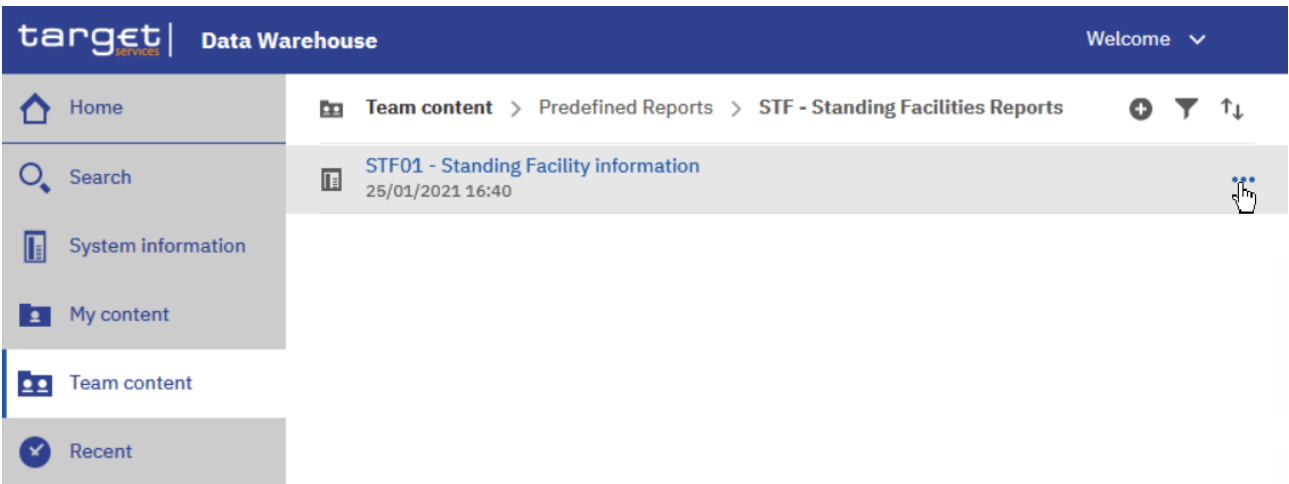 target services | Data Warehouse
Welcome
Home
Team content > Predefined Reports > STF - Standing Facilities Reports
Search
STF01 - Standing Facility information
25/01/2021 16:40
System information
My content
Team content
Recent